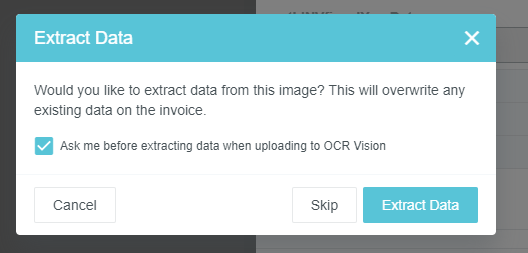 Extract Data
Would you like to extract data from this image? This will overwrite any
existing data on the invoice.
Ask me before extracting data when uploading to OCR Vision
Cancel
Skip
Extract Data